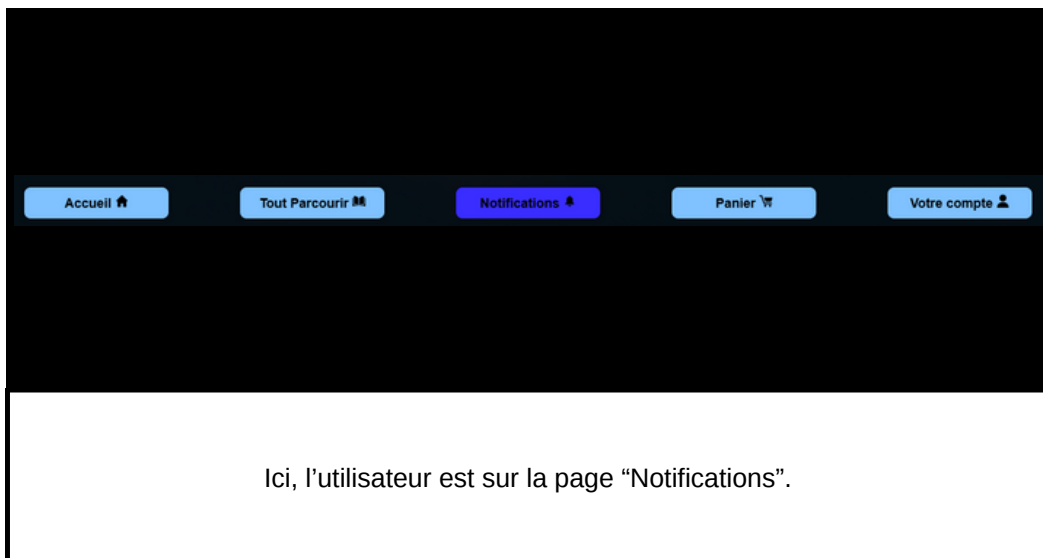 Accueil
Tout Parcourir
Notifications
Panier
Votre compte
Ici, l’utilisateur est sur la page “Notifications”.